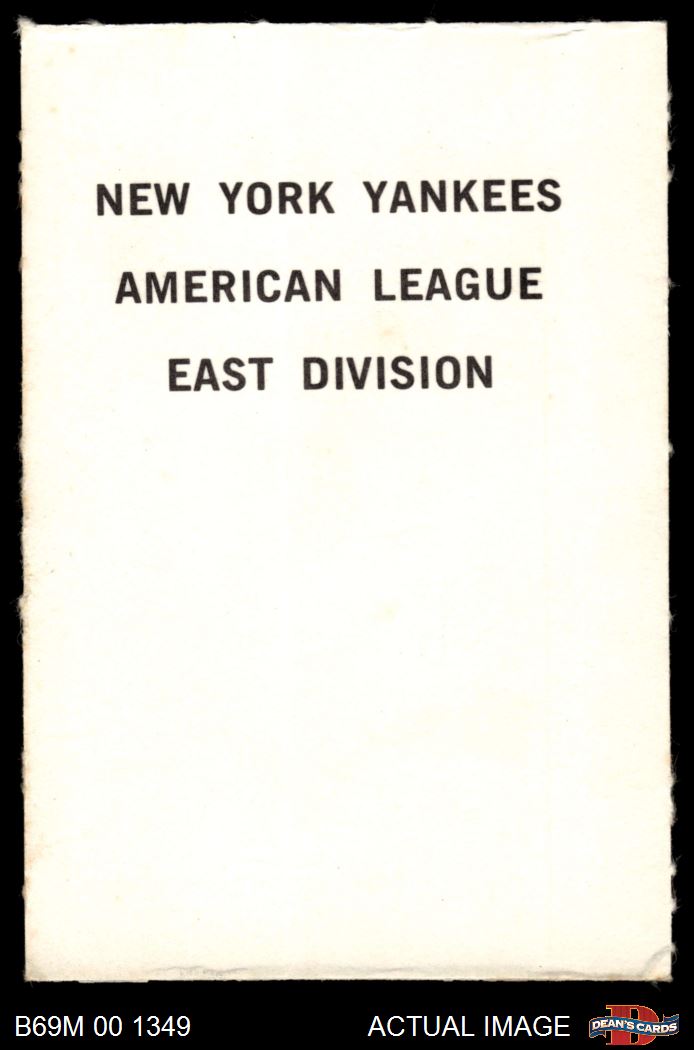 NEW YORK YANKEES
AMERICAN LEAGUE
EAST DIVISION
B69M 00 1349 ACTUAL IMAGE DEAN'S CARDS